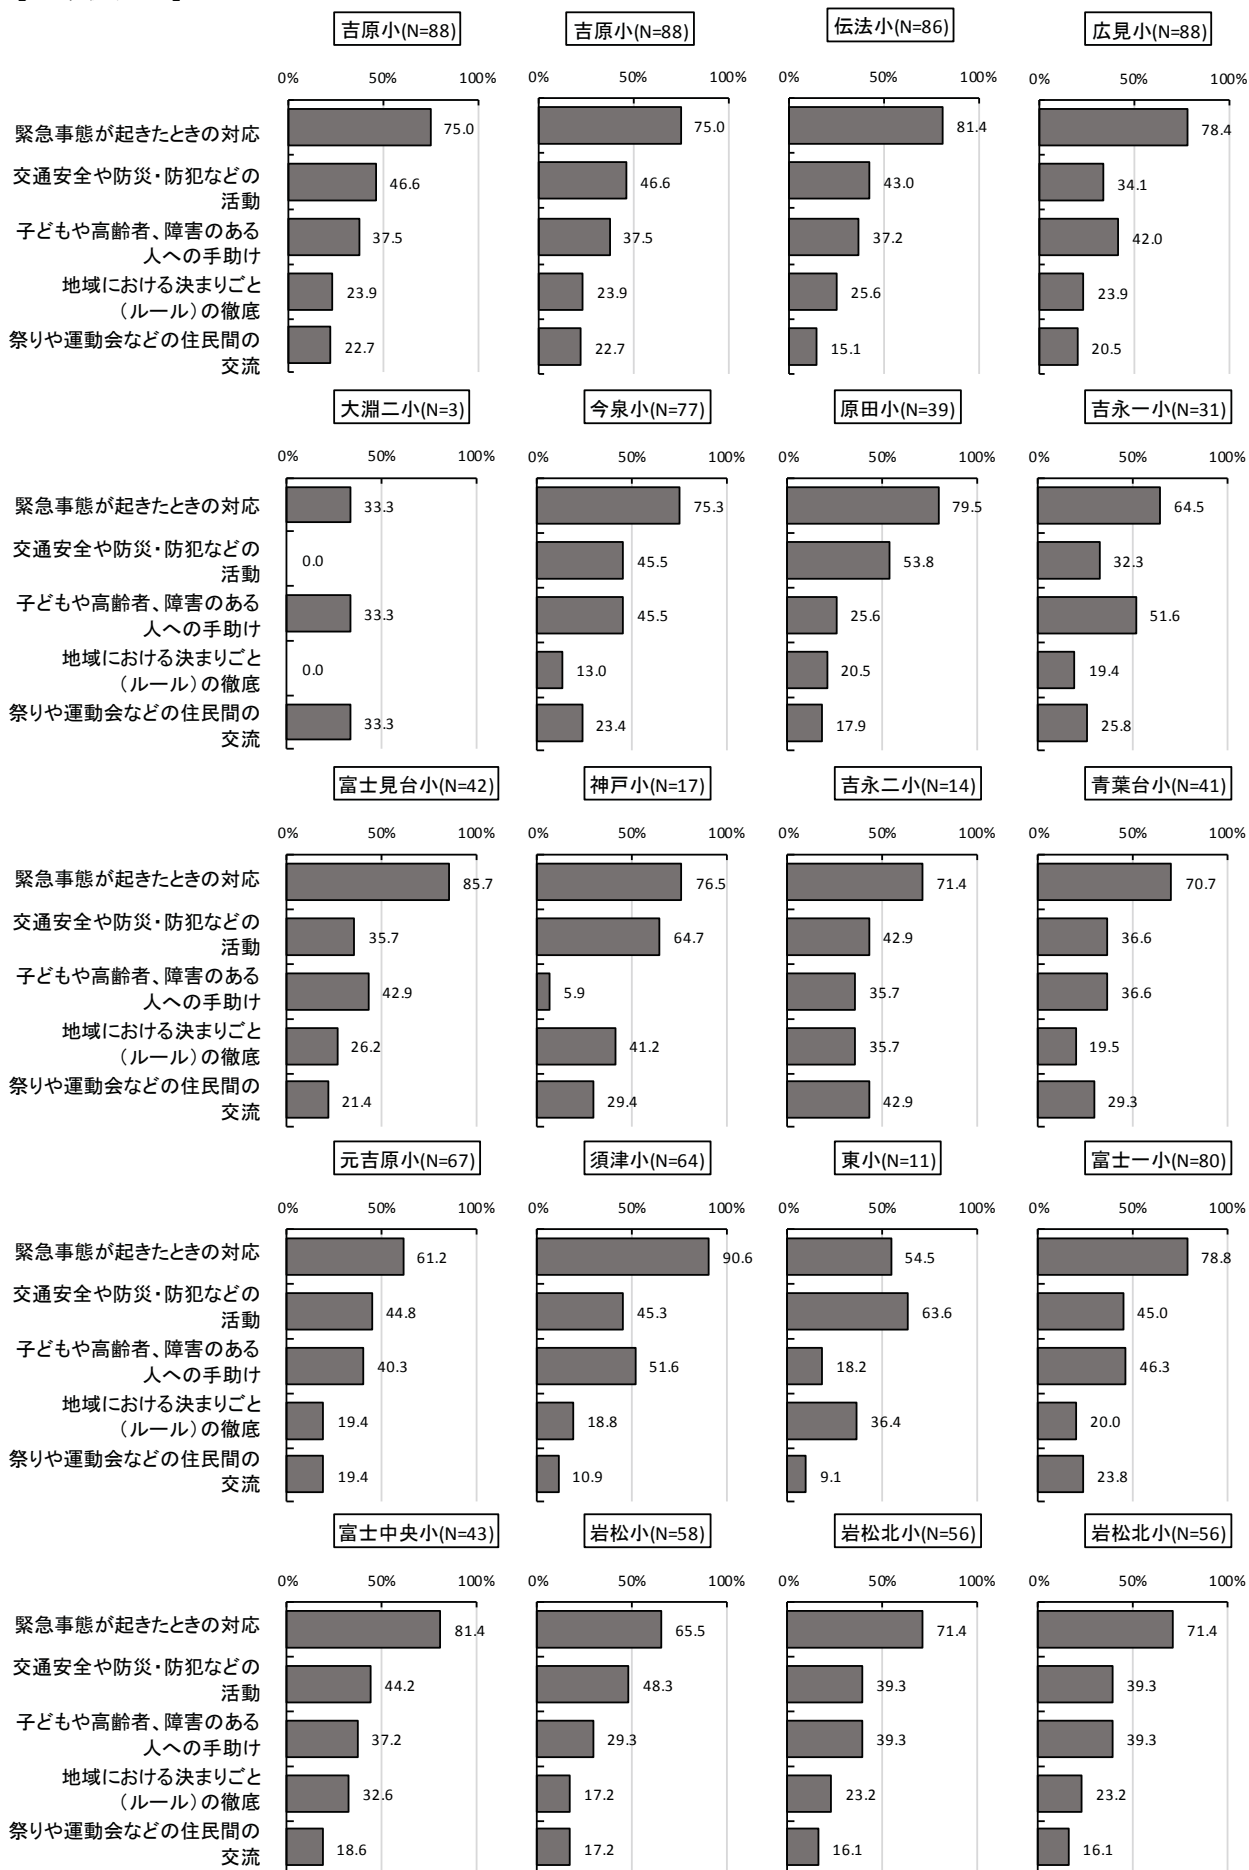 吉原小(N=88) 吉原小(N=88) 伝法小(N=86) 広見小(N=88)
0% 50% 100% 0% 50% 100% 0% 50% 100% 0% 50% 100%
緊急事態が起きたときの対応 75.0 75.0 81.4 78.4
交通安全や防災・防犯などの
活動 46.6 46.6 43.0 34.1
子どもや高齢者、障害のある
人への手助け 37.5 37.5 37.2 42.0
地域における決まりごと
（ルール）の徹底 23.9 23.9 25.6 23.9
祭りや運動会などの住民間の
交流 22.7 22.7 15.1 20.5
大淵二小(N=3) 今泉小(N=77) 原田小(N=39) 吉永一小(N=31)
0% 50% 100% 0% 50% 100% 0% 50% 100% 0% 50% 100%
緊急事態が起きたときの対応 33.3 75.3 79.5 64.5
交通安全や防災・防犯などの
活動 0.0 45.5 53.8 32.3
子どもや高齢者、障害のある
人への手助け 33.3 45.5 25.6 51.6
地域における決まりごと
（ルール）の徹底 0.0 13.0 20.5 19.4
祭りや運動会などの住民間の
交流 33.3 23.4 17.9 25.8
富士見台小(N=42) 神戸小(N=17) 吉永二小(N=14) 青葉台小(N=41)
0% 50% 100% 0% 50% 100% 0% 50% 100% 0% 50% 100%
緊急事態が起きたときの対応 85.7 76.5 71.4 70.7
交通安全や防災・防犯などの
活動 35.7 64.7 42.9 36.6
子どもや高齢者、障害のある
人への手助け 42.9 5.9 35.7 36.6
地域における決まりごと
（ルール）の徹底 26.2 41.2 35.7 19.5
祭りや運動会などの住民間の
交流 21.4 29.4 42.9 29.3
元吉原小(N=67) 須津小(N=64) 東小(N=11) 富士一小(N=80)
0% 50% 100% 0% 50% 100% 0% 50% 100% 0% 50% 100%
緊急事態が起きたときの対応 61.2 90.6 54.5 78.8
交通安全や防災・防犯などの
活動 44.8 45.3 63.6 45.0
子どもや高齢者、障害のある
人への手助け 40.3 51.6 18.2 46.3
地域における決まりごと
（ルール）の徹底 19.4 18.8 36.4 20.0
祭りや運動会などの住民間の
交流 19.4 10.9 9.1 23.8
富士中央小(N=43) 岩松小(N=58) 岩松北小(N=56) 岩松北小(N=56)
0% 50% 100% 0% 50% 100% 0% 50% 100% 0% 50% 100%
緊急事態が起きたときの対応 81.4 65.5 71.4 71.4
交通安全や防災・防犯などの
活動 44.2 48.3 39.3 39.3
子どもや高齢者、障害のある
人への手助け 37.2 29.3 39.3 39.3
地域における決まりごと
（ルール）の徹底 32.6 17.2 23.2 23.2
祭りや運動会などの住民間の
交流 18.6 17.2 16.1 16.1